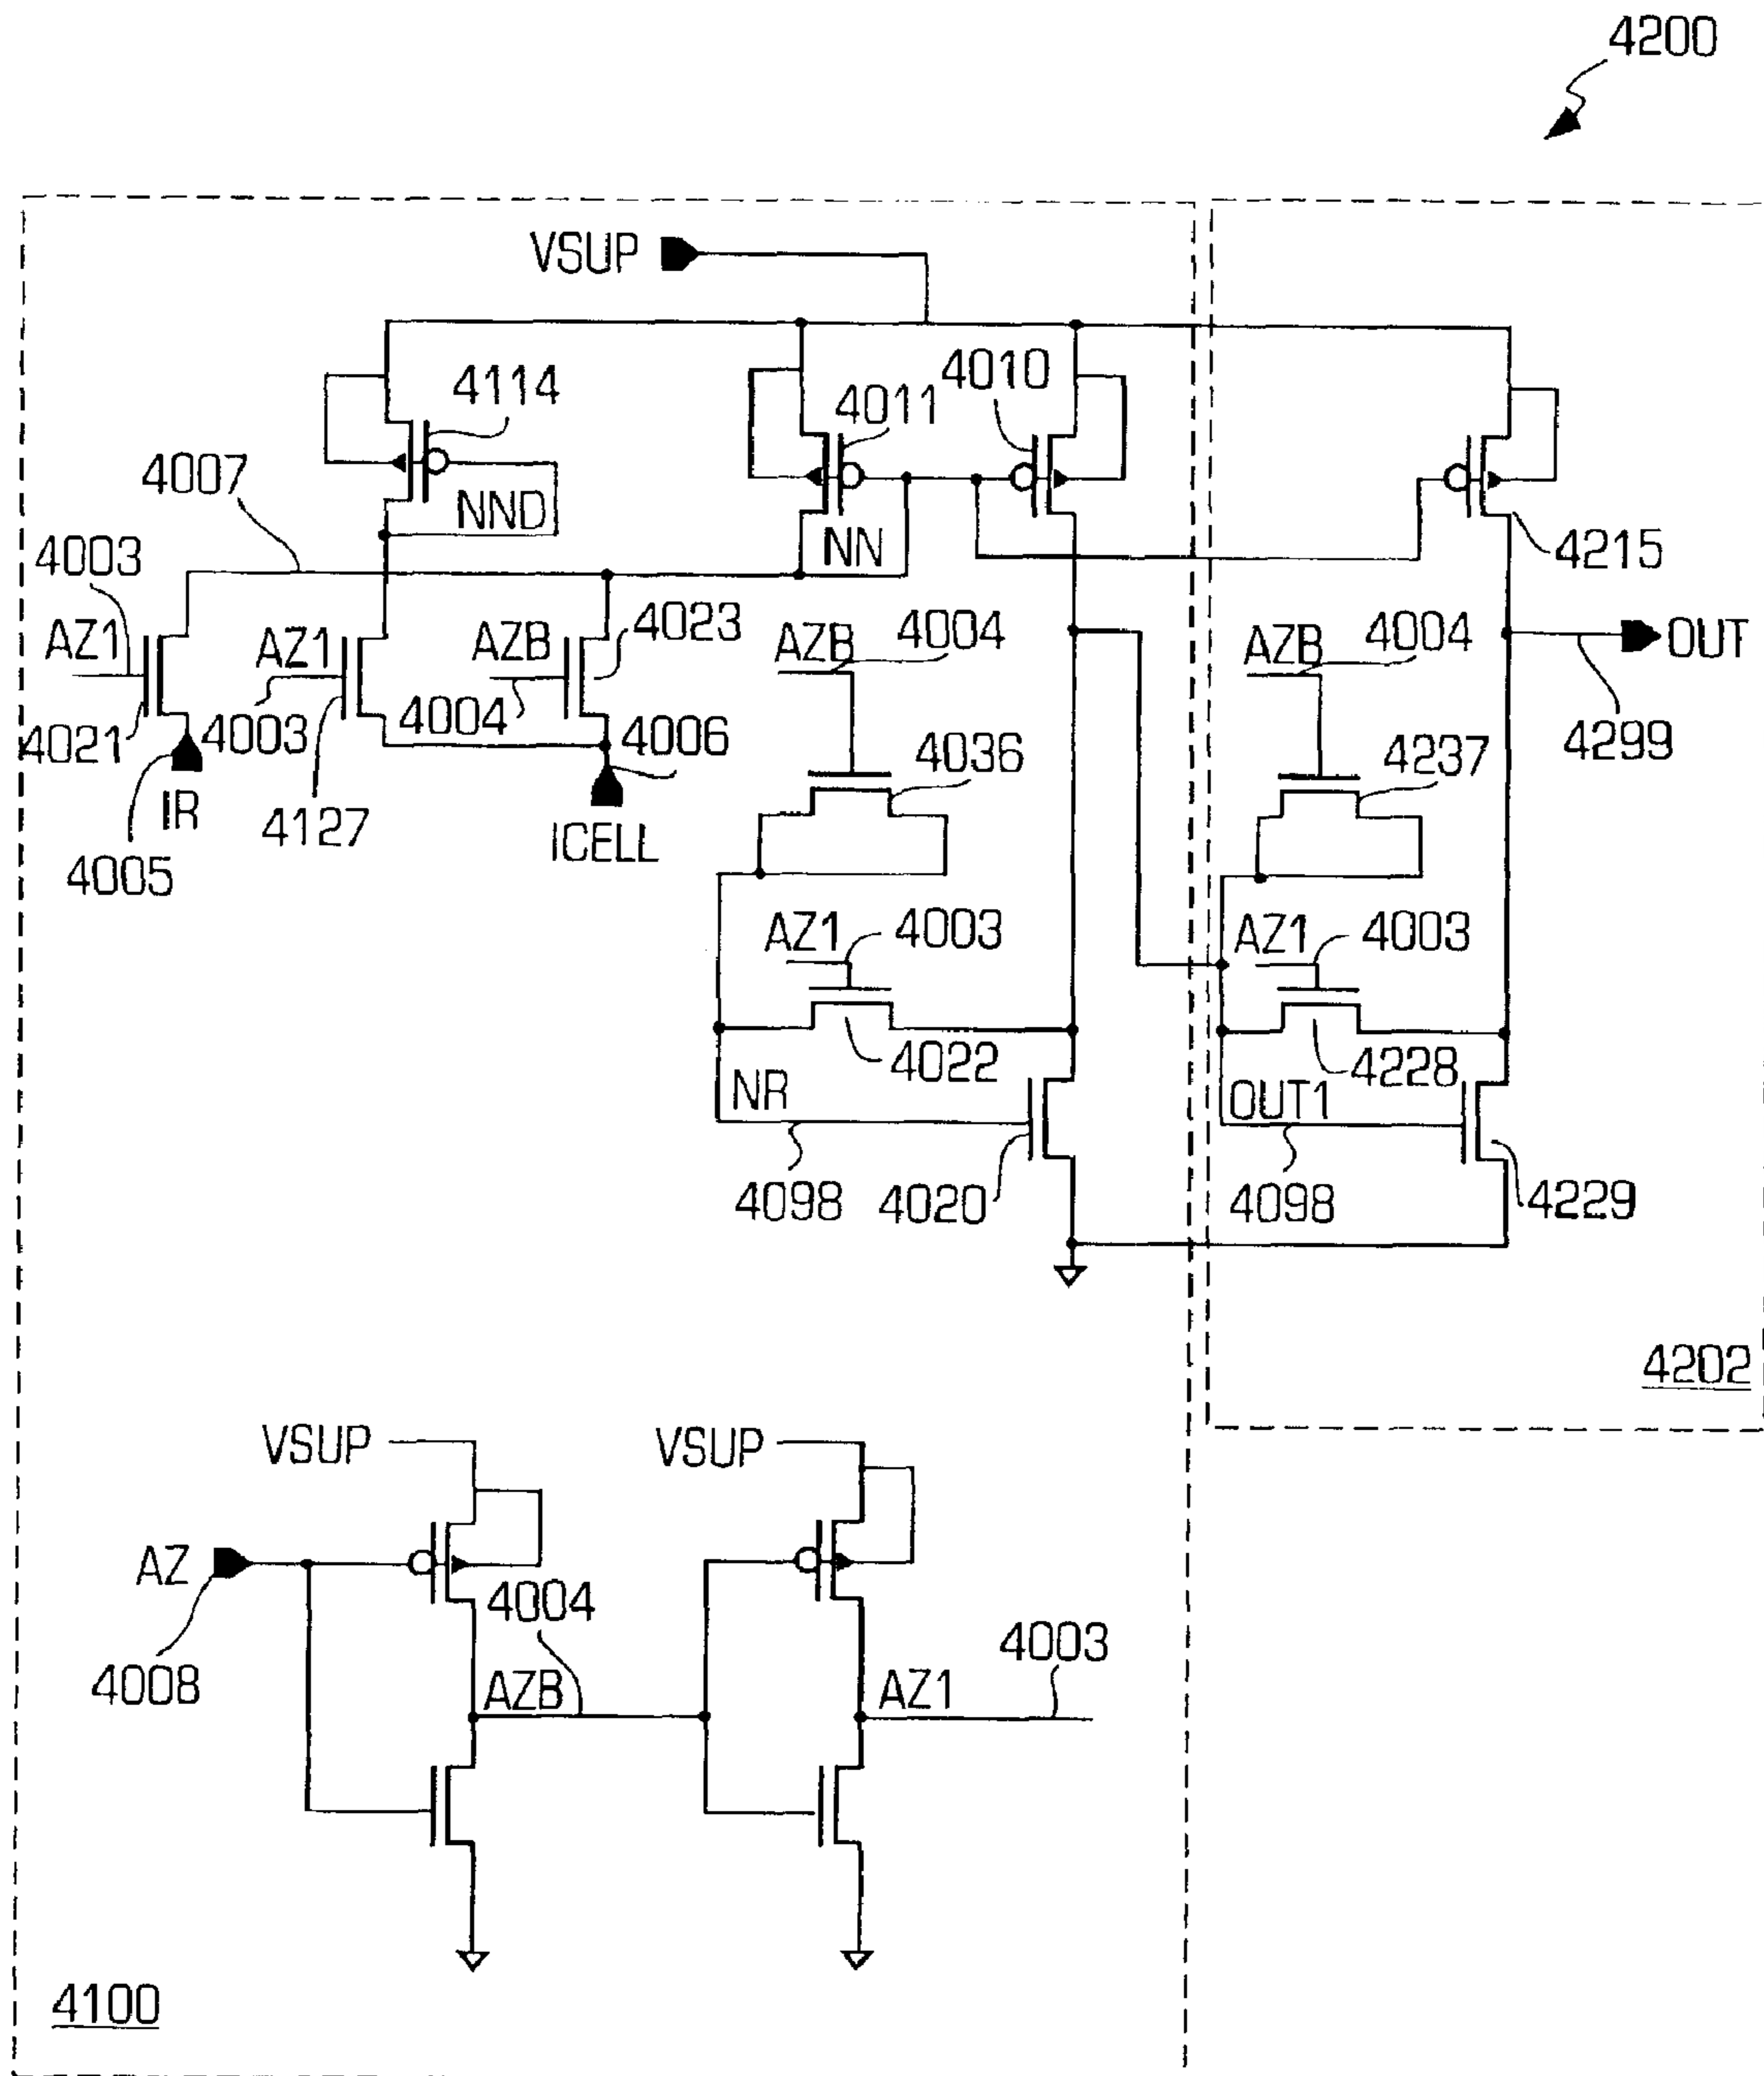 4200
VSUP
4114
4011
4010
4007
NND
NN
4215
4003
AZ1
AZ1
AZB
4023
AZB
4004
AZB
4004
OUT
4021
4003
4004
4006
4036
4237
4299
IR
4127
ICELL
4005
AZ1
4003
AZ1
4003
4022
4228
NR
OUT1
4098
4020
4098
4229
4202
VSUP
VSUP
AZ
4004
4003
4008
AZB
AZ1
4100